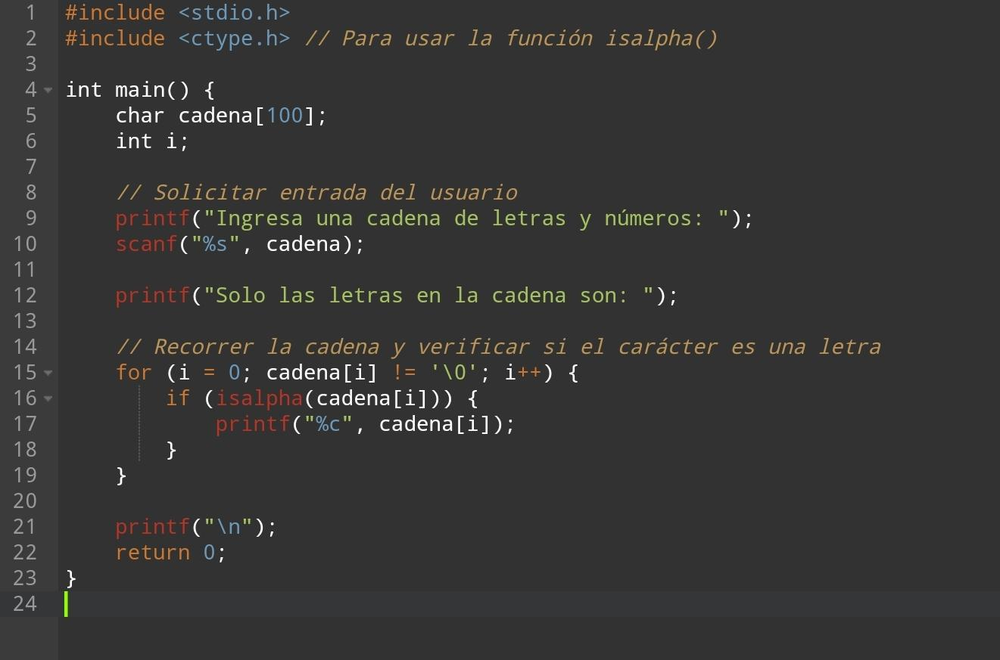 1 #include <stdio.h>
2 #include <ctype.h> // Para usar la función isalpha()
3
4 int main() {
5     char cadena[100];
6     int i;
7
8     // Solicitar entrada del usuario
9     printf("Ingresa una cadena de letras y números: ");
10     scanf("%s", cadena);
11
12     printf("Solo las letras en la cadena son: ");
13
14     // Recorrer la cadena y verificar si el carácter es una letra
15     for (i = 0; cadena[i] != '\0'; i++) {
16         if (isalpha(cadena[i])) {
17             printf("%c", cadena[i]);
18         }
19     }
20
21     printf("\n");
22     return 0;
23 }
24